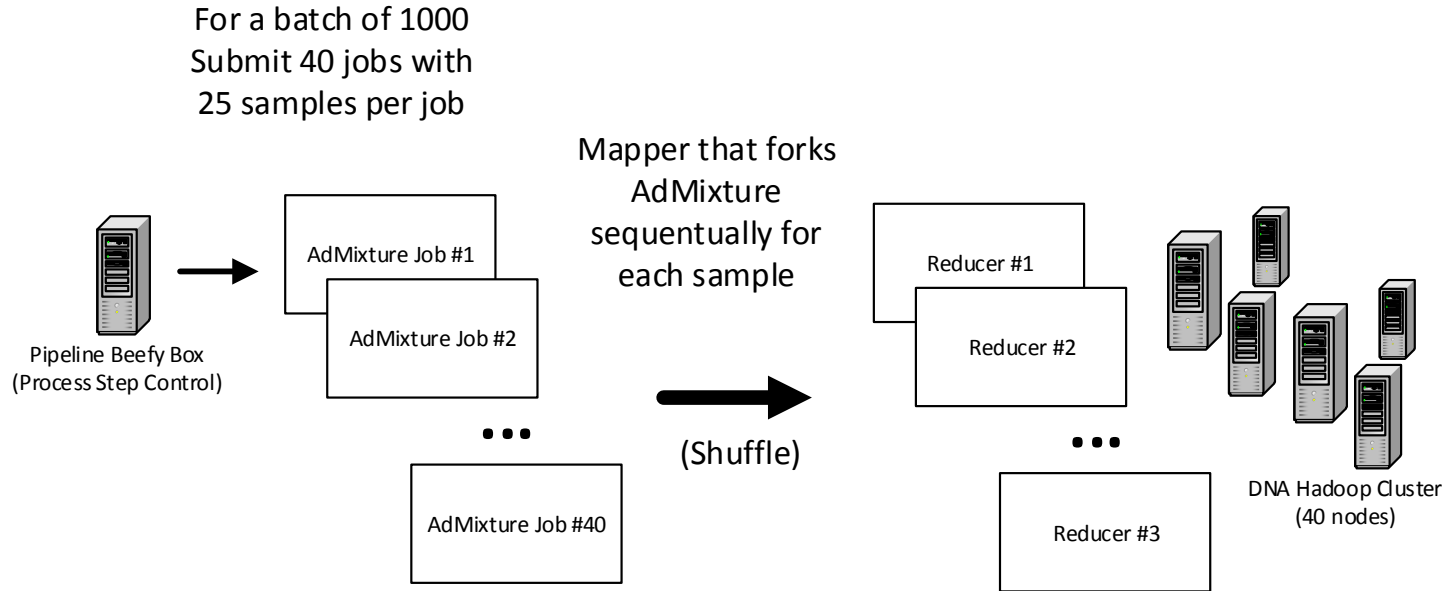 For a batch of 1000
Submit 40 jobs with
25 samples per job
Mapper that forks
AdMixture
sequentually for
each sample
Pipeline Beefy Box
(Process Step Control)
AdMixture Job #1
AdMixture Job #2
...
AdMixture Job #40
(Shuffle)
Reducer #1
Reducer #2
...
Reducer #3
DNA Hadoop Cluster
(40 nodes)